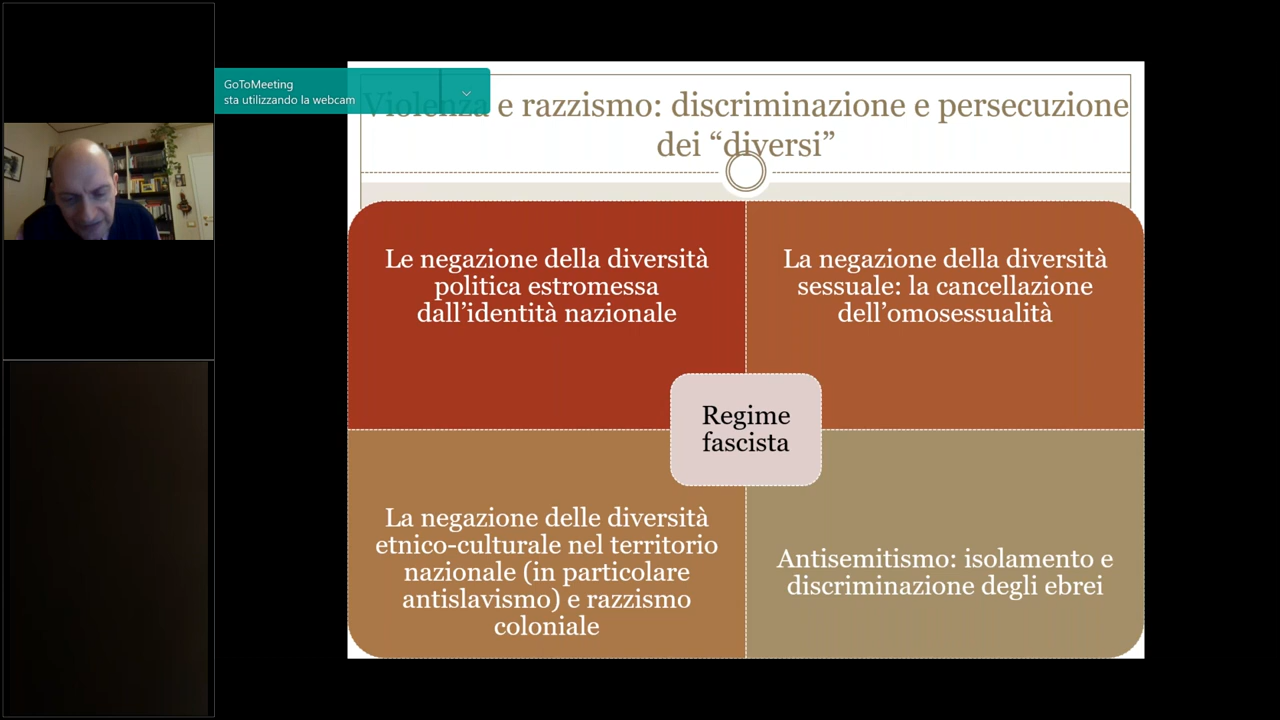 GoToMeeting
sta utilizzando la webcam
Violenza e razzismo: discriminazione e persecuzione
dei “diversi”
Le negazione della diversità
politica estromessa
dall’identità nazionale
La negazione della diversità
sessuale: la cancellazione
dell’omosessualità
Regime
fascista
La negazione delle diversità
etnico-culturale nel territorio
nazionale (in particolare
antislavismo) e razzismo
coloniale
Antisemitismo: isolamento e
discriminazione degli ebrei